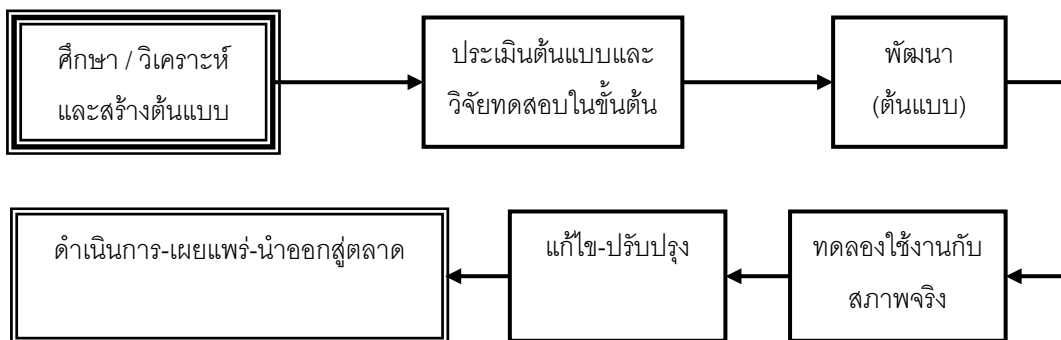 ศึกษา / วิเคราะห์
และสร้างต้นแบบ
ประเมินต้นแบบและ
วิจัยทดสอบในขั้นต้น
พัฒนา
(ต้นแบบ)
ดำเนินการ-เผยแพร่-นำออกสู่ตลาด
แก้ไข-ปรับปรุง
ทดลองใช้งานกับ
สภาพจริง